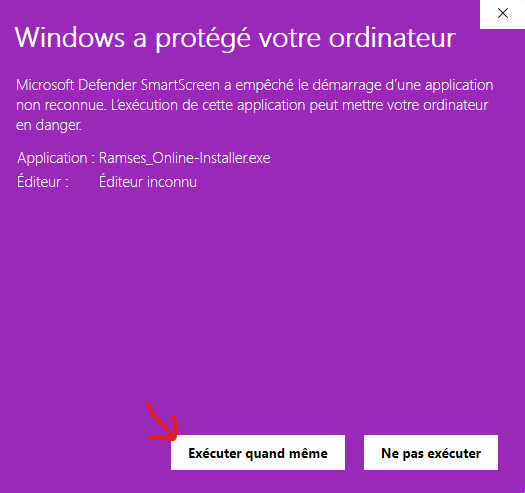 Windows a protégé votre ordinateur
Microsoft Defender SmartScreen a empêché le démarrage d'une application
non reconnue. L'exécution de cette application peut mettre votre ordinateur
en danger.
Application : Ramses_Online-Installer.exe
Éditeur : Éditeur inconnu
Exécuter quand même Ne pas exécuter